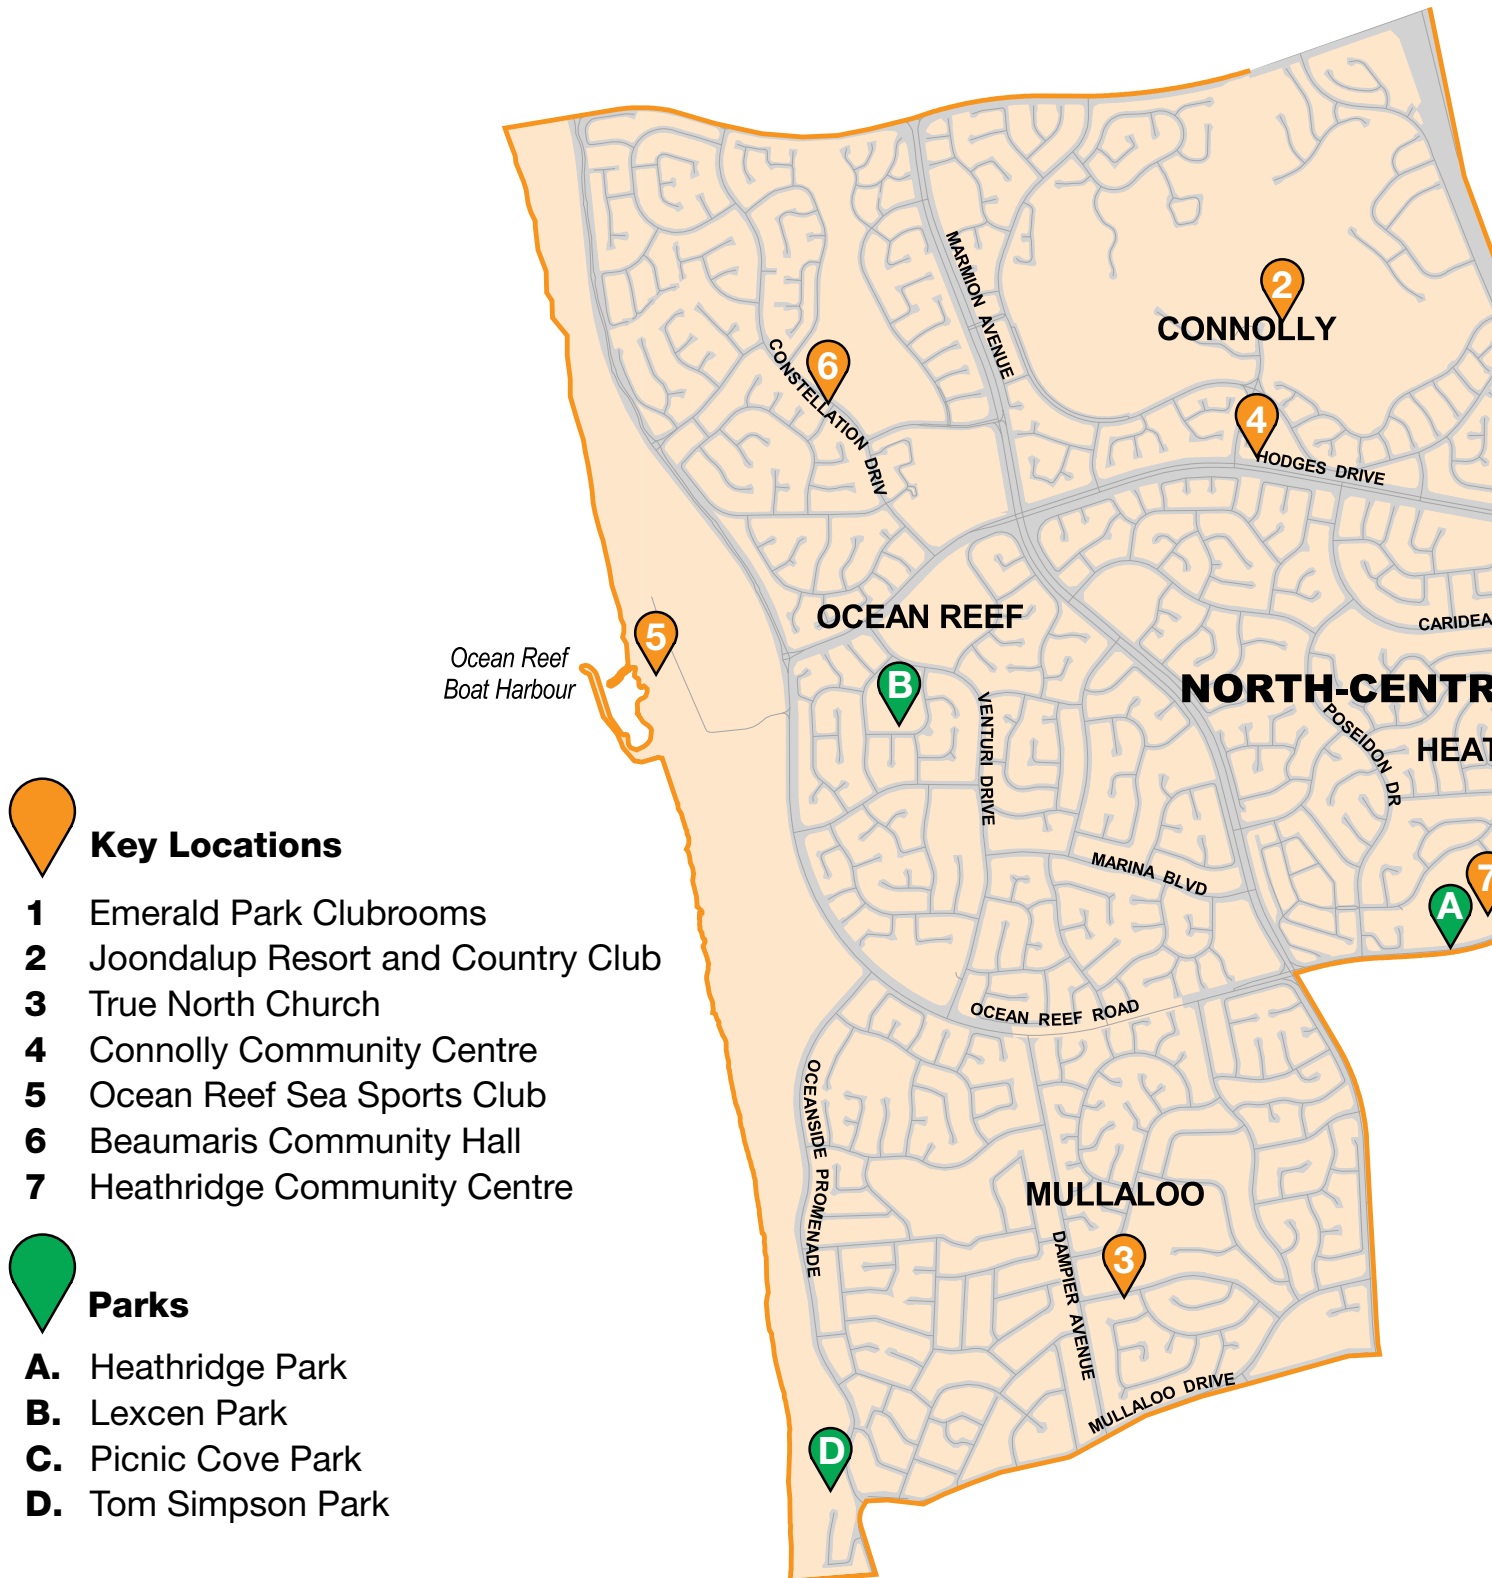 MARMION AVENUE
2
CONNOLLY
CONSTELLATION DRIV
6
4
HODGES DRIVE
5
OCEAN REEF
CARIDEA
Ocean Reef
Boat Harbour
B
NORTH-CENTR
VENTURI DRIVE
POSEIDON DR
HEAT
MARINA BLVD
7
A
OCEAN REEF ROAD
OCEANSIDE PROMENADE
MULLALOO
DAMPIER AVENUE
3
MULLALOO DRIVE
D
Key Locations
1 Emerald Park Clubrooms
2 Joondalup Resort and Country Club
3 True North Church
4 Connolly Community Centre
5 Ocean Reef Sea Sports Club
6 Beaumaris Community Hall
7 Heathridge Community Centre
Parks
A. Heathridge Park
B. Lexcen Park
C. Picnic Cove Park
D. Tom Simpson Park